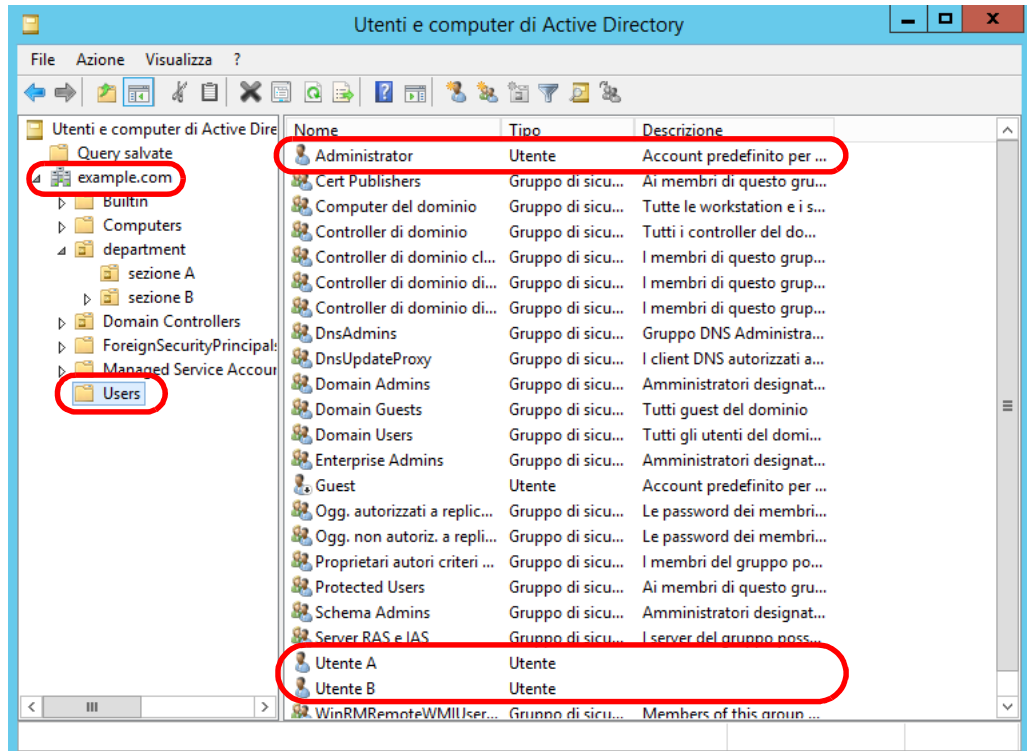 Utenti e computer di Active Directory
File Azione Visualizza ?
Utenti e computer di Active Dire
Query salvate
example.com
Builtin
Computers
department
sezione A
sezione B
Domain Controllers
ForeignSecurityPrincipals
Managed Service Accour
Users
Nome Tipo Descrizione
Administrator Utente Account predefinito per ...
Cert Publishers Gruppo di sicu... Ai membri di questo gru...
Computer del dominio Gruppo di sicu... Tutte le workstation e i s...
Controller di dominio Gruppo di sicu... Tutti i controller del do...
Controller di dominio cl... Gruppo di sicu... I membri di questo grup...
Controller di dominio di... Gruppo di sicu... I membri di questo grup...
Controller di dominio di... Gruppo di sicu... I membri di questo grup...
DnsAdmins Gruppo di sicu... Gruppo DNS Administra...
DnsUpdateProxy Gruppo di sicu... I client DNS autorizzati a...
Domain Admins Gruppo di sicu... Amministratori designat...
Domain Guests Gruppo di sicu... Tutti guest del dominio
Domain Users Gruppo di sicu... Tutti gli utenti del domi...
Enterprise Admins Gruppo di sicu... Amministratori designat...
Guest Utente Account predefinito per ...
Ogg. autorizzati a replic... Gruppo di sicu... Le password dei membri...
Ogg. non autoriz. a repli... Gruppo di sicu... Le password dei membri...
Proprietari autori criteri ... Gruppo di sicu... I membri del gruppo po...
Protected Users Gruppo di sicu... Ai membri di questo gru...
Schema Admins Gruppo di sicu... Amministratori designat...
Server RAS e IAS Gruppo di sicu... I server del gruppo poss...
Utente A Utente
Utente B Utente
WinRMRemoteWMIUser... Gruppo di sicu... Members of this group ...